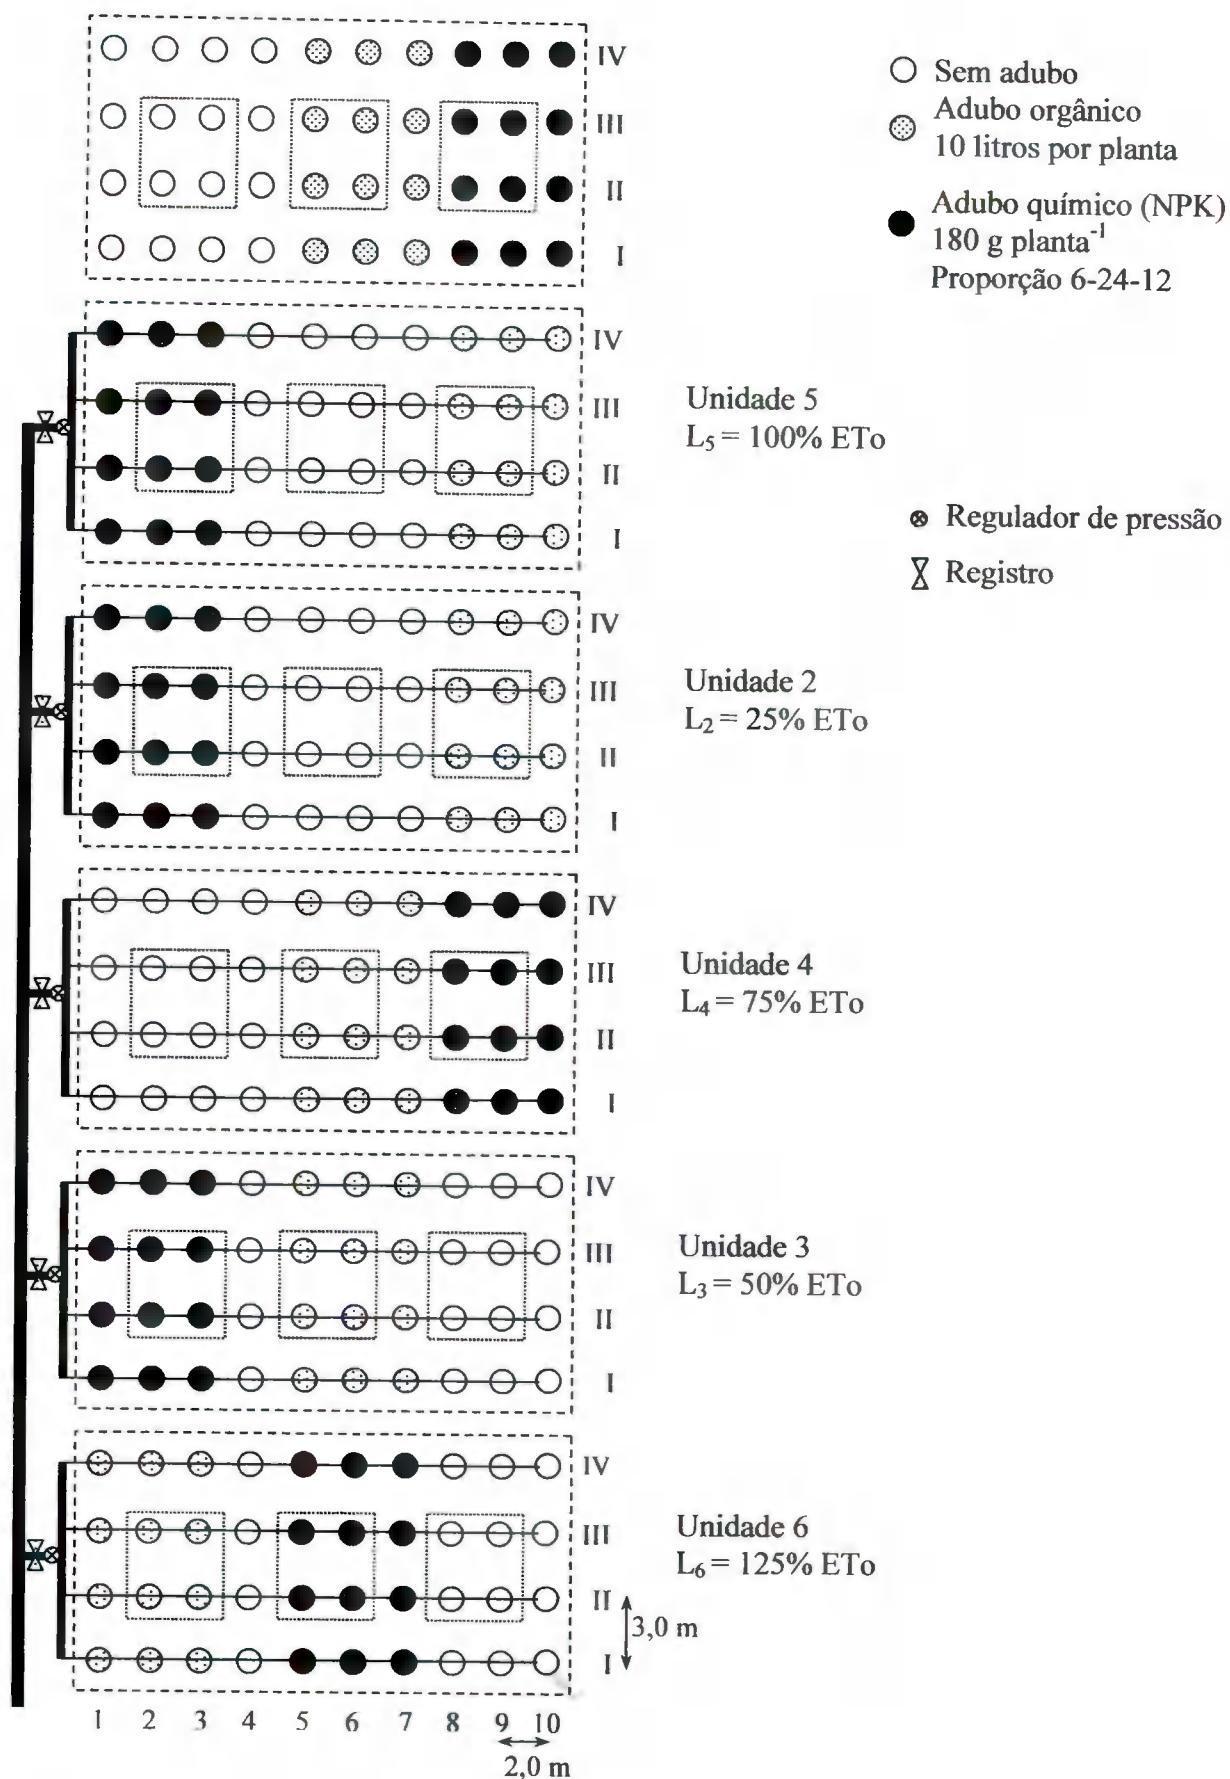 IV
III
II
I
○ Sem adubo
Adubo orgânico
10 litros por planta
Adubo químico (NPK)
180 g planta⁻¹
Proporção 6-24-12
IV
III
II
I
Unidade 5
L₅ = 100% ETo
Regulador de pressão
Registro
IV
III
II
I
Unidade 2
L₂ = 25% ETo
IV
III
II
I
Unidade 4
L₄ = 75% ETo
IV
III
II
I
Unidade 3
L₃ = 50% ETo
IV
III
II
I
Unidade 6
L₆ = 125% ETo
3,0 m
1 2 3 4 5 6 7 8 9 10
2,0 m